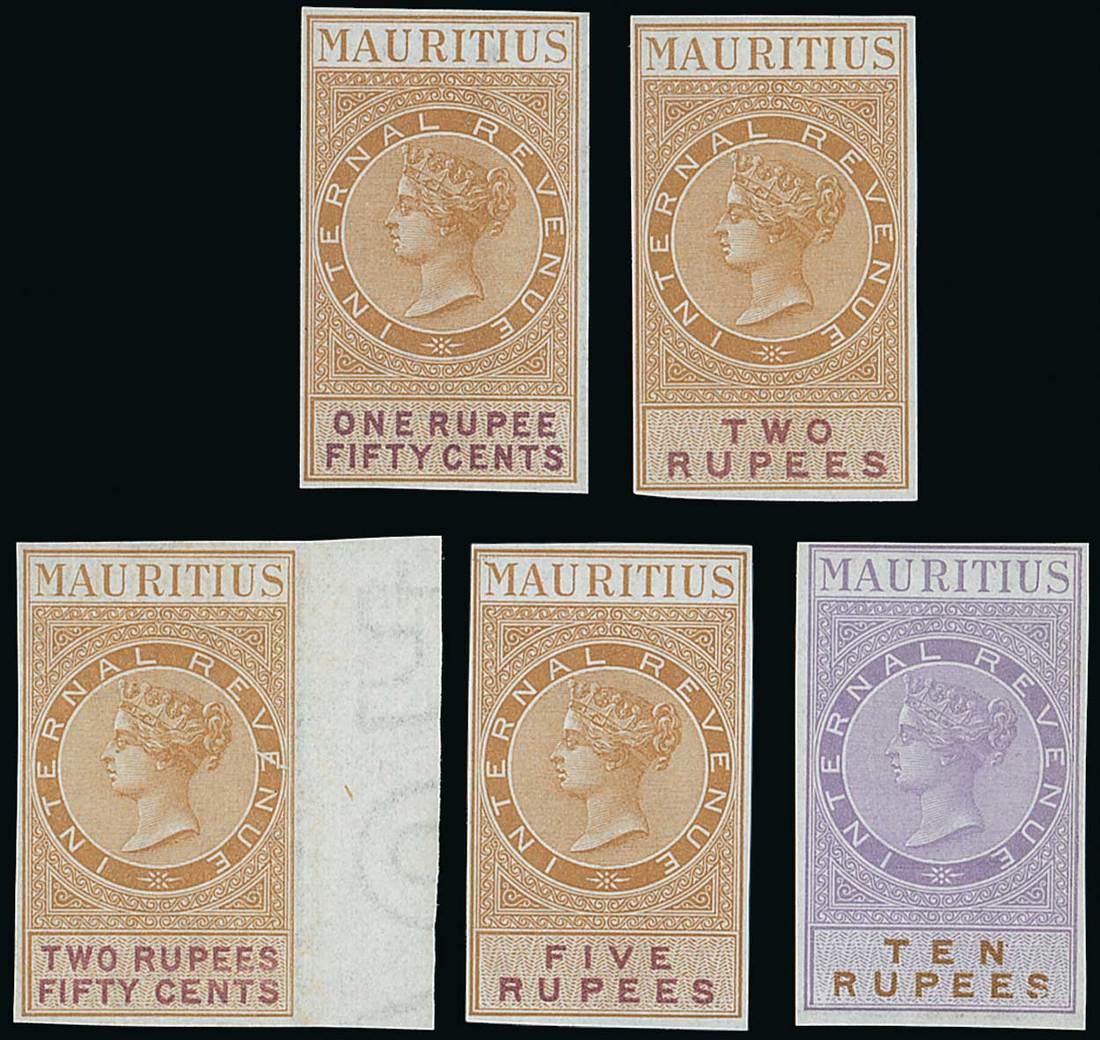 MAURITIUS
INTERNAL REVENUE
ONE RUPEE
FIFTY CENTS
MAURITIUS
INTERNAL REVENUE
TWO
RUPEES
MAURITIUS
INTERNAL REVENUE
TWO RUPEES
FIFTY CENTS
MAURITIUS
INTERNAL REVENUE
FIVE
RUPEES
MAURITIUS
INTERNAL REVENUE
TEN
RUPEES